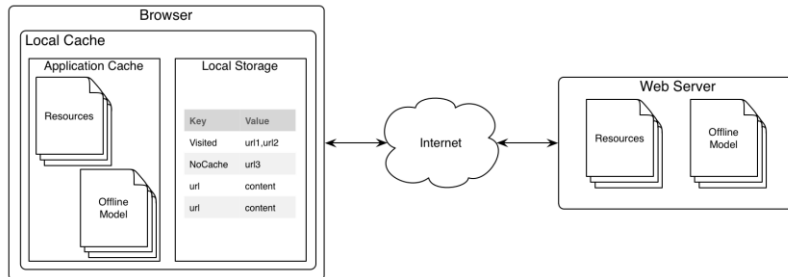 Browser
Local Cache
Application Cache
Resources
Offline
Model
Local Storage
Key Value
Visited url1,url2
NoCache url3
url content
url content
Internet
Web Server
Resources
Offline
Model